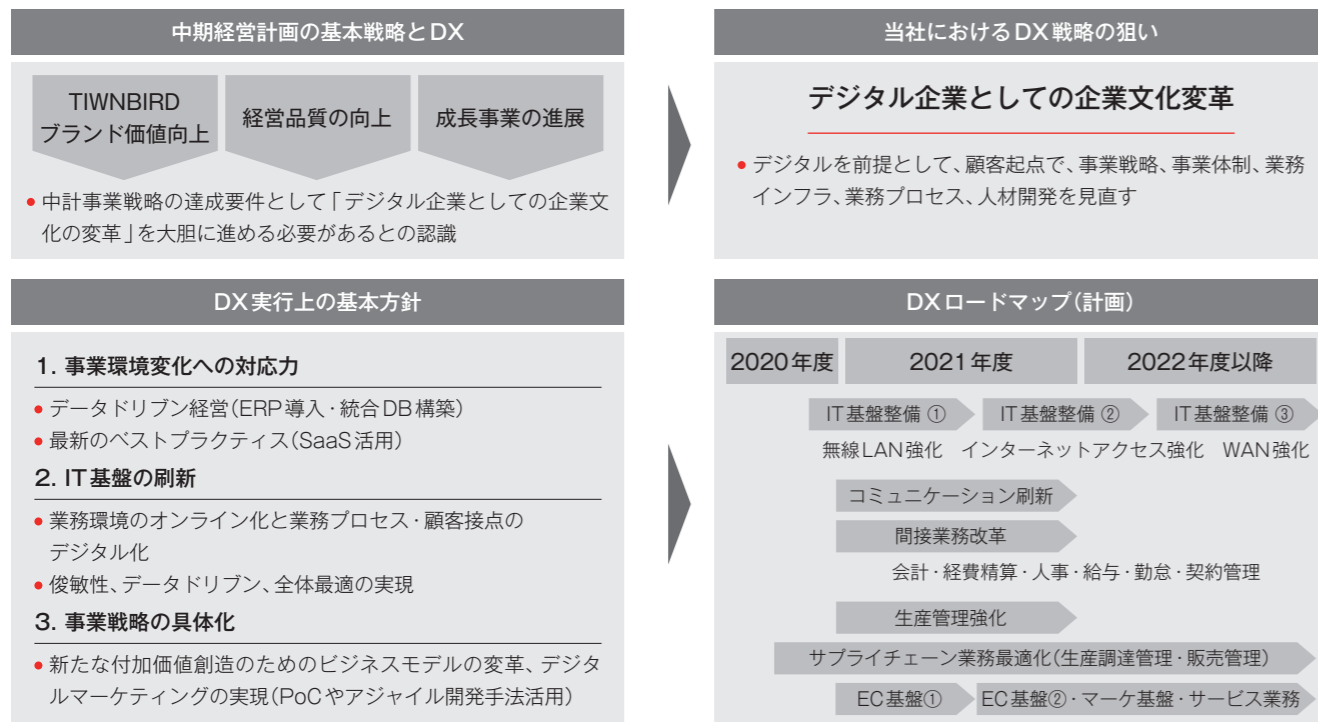 中期経営計画の基本戦略とDX
TIWNBIRD
ブランド価値向上
経営品質の向上
成長事業の進展
• 中計事業戦略の達成要件として「デジタル企業としての企業文
化の変革」を大胆に進める必要があるとの認識
当社におけるDX戦略の狙い
デジタル企業としての企業文化変革
• デジタルを前提として、顧客起点で、事業戦略、事業体制、業務
インフラ、業務プロセス、人材開発を見直す
DX実行上の基本方針
1. 事業環境変化への対応力
• データドリブン経営(ERP導入・統合DB構築)
• 最新のベストプラクティス(SaaS活用)
2. IT基盤の刷新
• 業務環境のオンライン化と業務プロセス・顧客接点の
デジタル化
• 俊敏性、データドリブン、全体最適の実現
3. 事業戦略の具体化
• 新たな付加価値創造のためのビジネスモデルの変革、デジタ
ルマーケティングの実現(PoCやアジャイル開発手法活用)
DXロードマップ(計画)
2020年度
2021年度
2022年度以降
IT基盤整備 ①
IT基盤整備 ②
IT基盤整備 ③
無線LAN強化
インターネットアクセス強化
WAN強化
コミュニケーション刷新
間接業務改革
会計・経費精算・人事・給与・勤怠・契約管理
生産管理強化
サプライチェーン業務最適化(生産調達管理・販売管理)
EC基盤①
EC基盤②・マーケ基盤・サービス業務